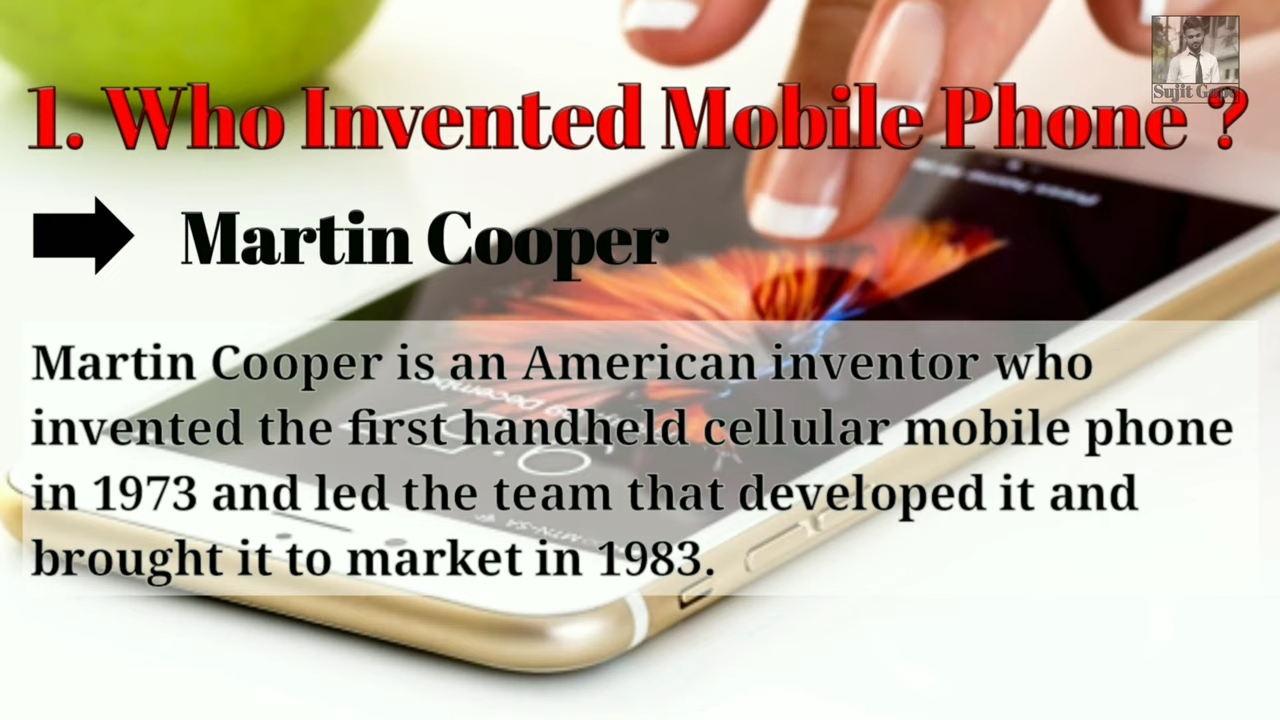 Sujit
1. Who Invented Mobile Phone ?
Martin Cooper
Martin Cooper is an American inventor who
invented the first handheld cellular mobile phone
in 1973 and led the team that developed it and
brought it to market in 1983.